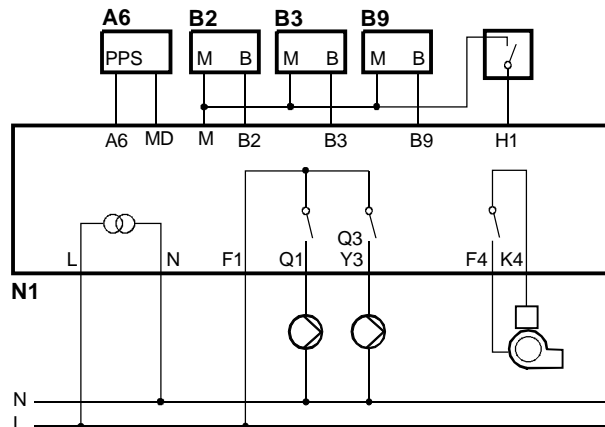 A6 B2 B3 B9
PPS M B M B M B
A6 MD M B2 B3 B9 H1
Q3
L N F1 Q1 Y3 F4 K4
N1
N
L